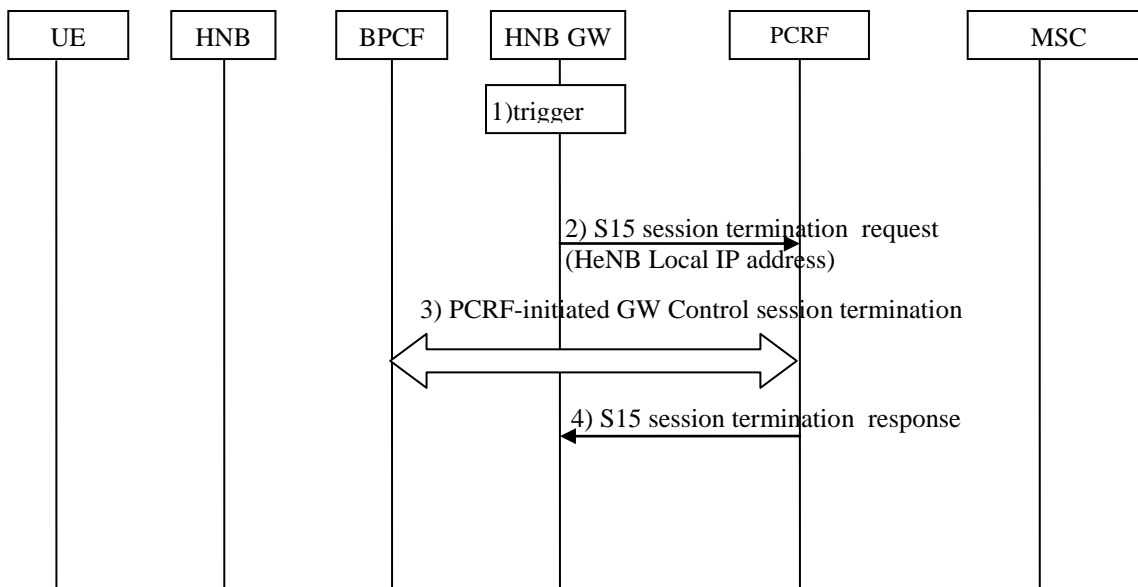 UE
HNB
BPCF
HNB GW
PCRF
MSC
1)trigger
2) S15 session termination request
(HeNB Local IP address)
3) PCRF-initiated GW Control session termination
4) S15 session termination response